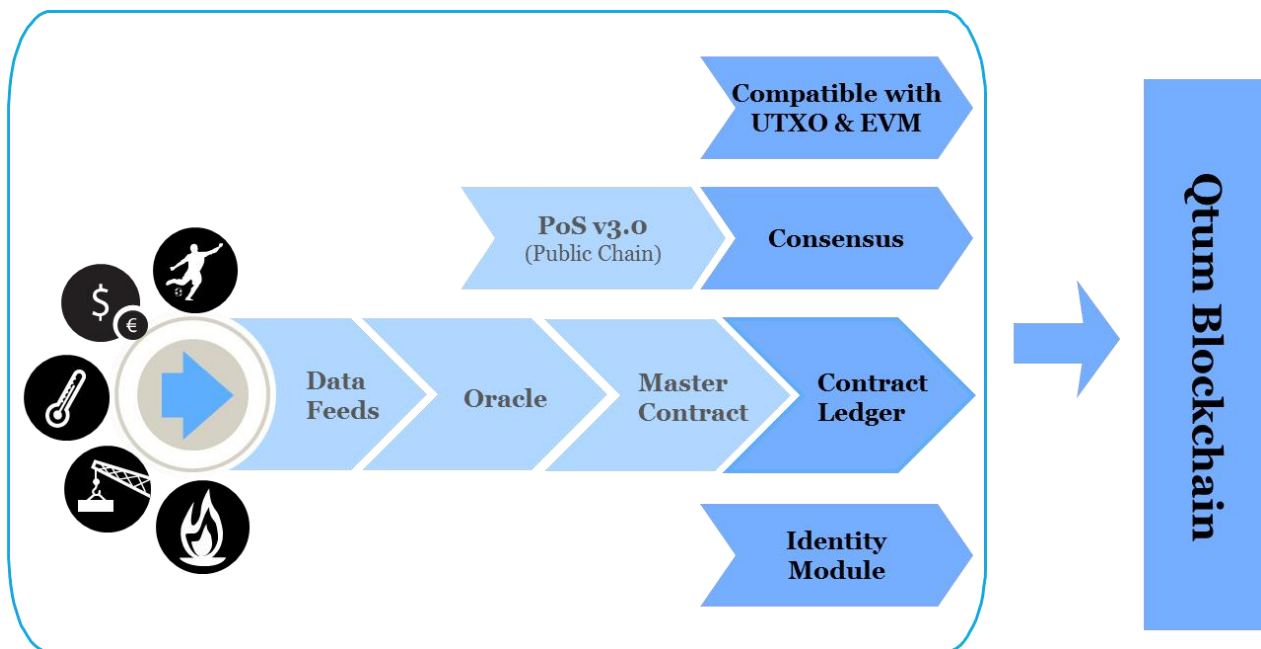 Compatible with
UTXO & EVM
PoS v3.0
(Public Chain)
Consensus
$
€
Data
Feeds
Oracle
Master
Contract
Contract
Ledger
Identity
Module
Qtum Blockchain